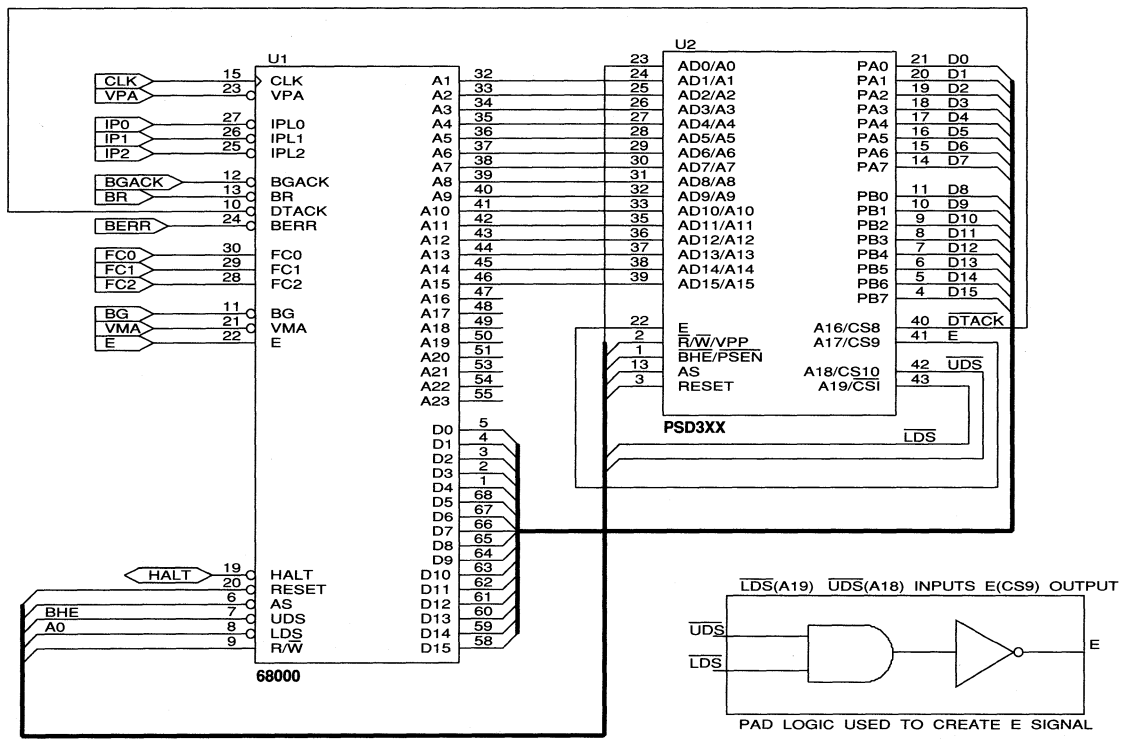 U1
U2
CLK 15 CLK
VPA 23 VPA
IP0 27 IPL0
IP1 26 IPL1
IP2 25 IPL2
BGACK 12 BGACK
BR 13 BR
10 DTACK
BERR 24 BERR
FC0 30 FC0
FC1 29 FC1
FC2 28 FC2
BG 11 BG
VMA 21 VMA
E 22 E
HALT 19 HALT
20 RESET
6 AS
BHE 7 UDS
A0 8 LDS
9 R/W
68000
A1 32
A2 33
A3 34
A4 35
A5 36
A6 37
A7 38
A8 39
A9 40
A10 41
A11 42
A12 43
A13 44
A14 45
A15 46
A16 47
A17 48
A18 49
A19 50
A20 51
A21 53
A22 54
A23 55
D0 5
D1 4
D2 3
D3 2
D4 1
D5 68
D6 67
D7 66
D8 65
D9 64
D10 63
D11 62
D12 61
D13 60
D14 59
D15 58
23 AD0/A0
24 AD1/A1
25 AD2/A2
26 AD3/A3
27 AD4/A4
28 AD5/A5
29 AD6/A6
30 AD7/A7
31 AD8/A8
32 AD9/A9
33 AD10/A10
35 AD11/A11
36 AD12/A12
37 AD13/A13
38 AD14/A14
39 AD15/A15
22 E
2 R/W/VPP
1 BHE/PSEN
13 AS
3 RESET
PSD3XX
PA0 21 D0
PA1 20 D1
PA2 19 D2
PA3 18 D3
PA4 17 D4
PA5 16 D5
PA6 15 D6
PA7 14 D7
PB0 11 D8
PB1 10 D9
PB2 9 D10
PB3 8 D11
PB4 7 D12
PB5 6 D13
PB6 5 D14
PB7 4 D15
A16/CS8 40 DTACK
A17/CS9 41 E
A18/CS10 42 UDS
A19/CSI 43
LDS
LDS(A19) UDS(A18) INPUTS E(CS9) OUTPUT
UDS
LDS
E
PAD LOGIC USED TO CREATE E SIGNAL